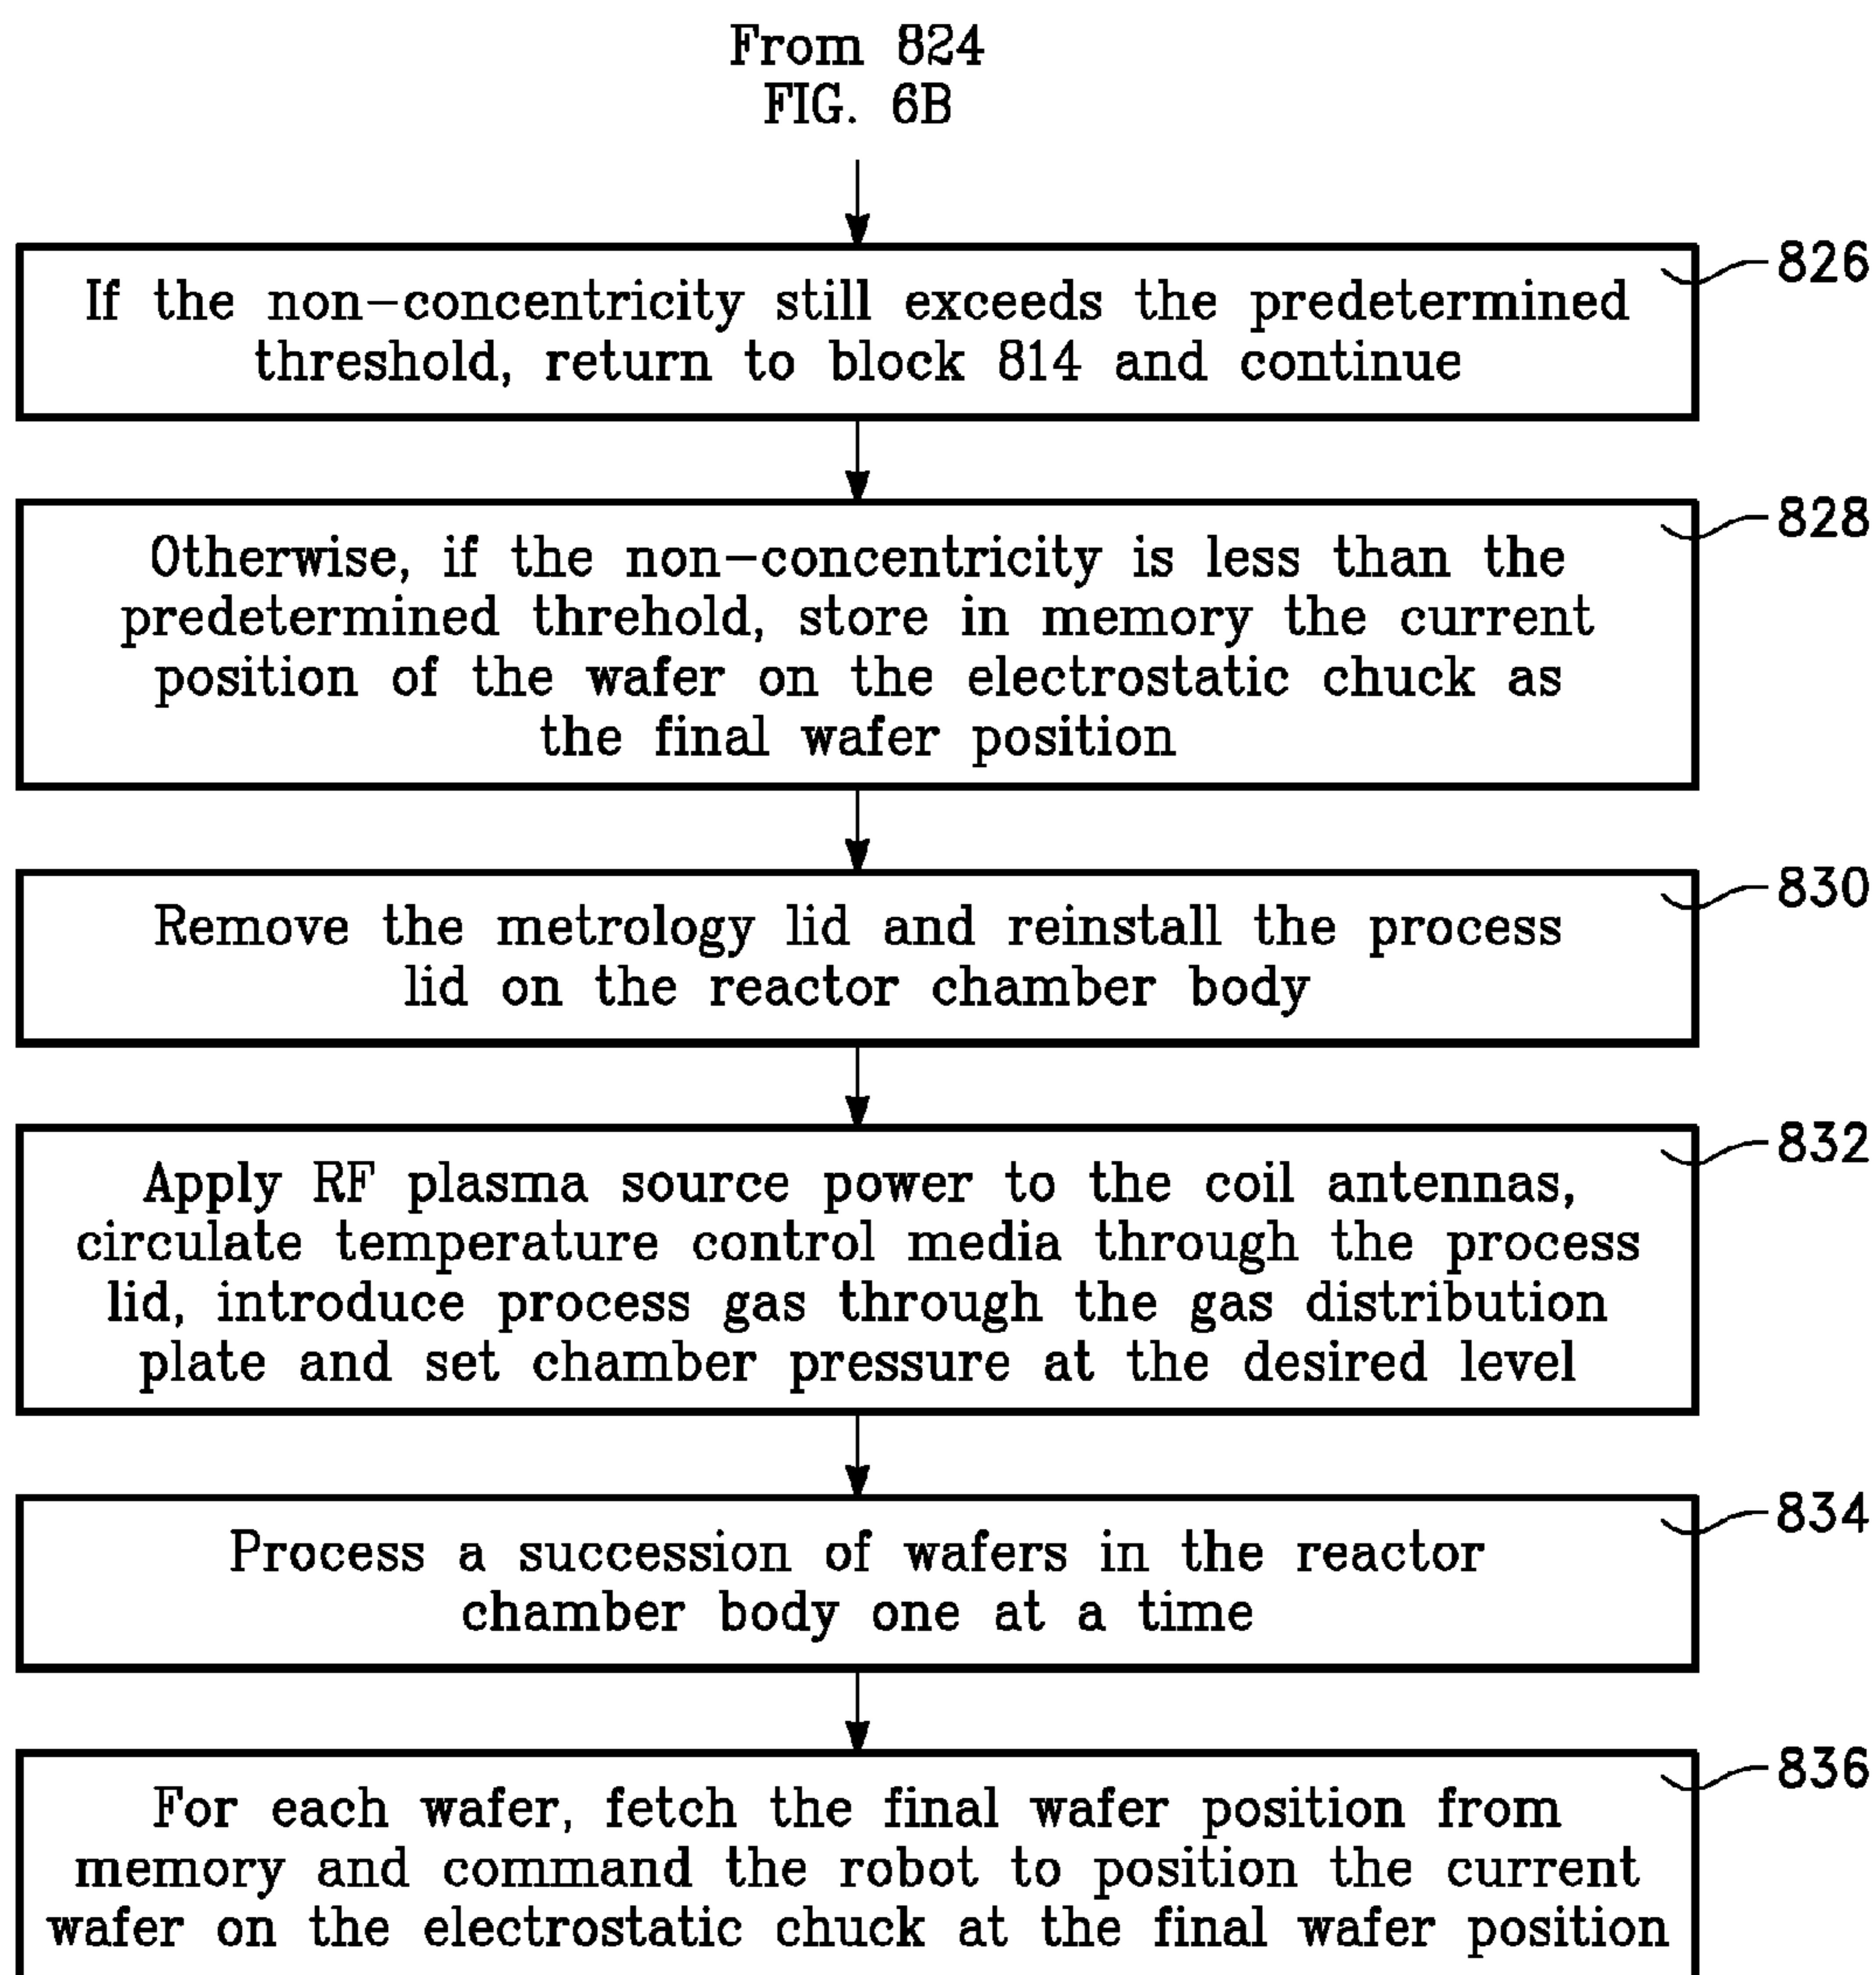 From 824
FIG. 6B
If the non-concentricity still exceeds the predetermined
threshold, return to block 814 and continue
826
Otherwise, if the non-concentricity is less than the
predetermined threhold, store in memory the current
position of the wafer on the electrostatic chuck as
the final wafer position
828
Remove the metrology lid and reinstall the process
lid on the reactor chamber body
830
Apply RF plasma source power to the coil antennas,
circulate temperature control media through the process
lid, introduce process gas through the gas distribution
plate and set chamber pressure at the desired level
832
Process a succession of wafers in the reactor
chamber body one at a time
834
For each wafer, fetch the final wafer position from
memory and command the robot to position the current
wafer on the electrostatic chuck at the final wafer position
836